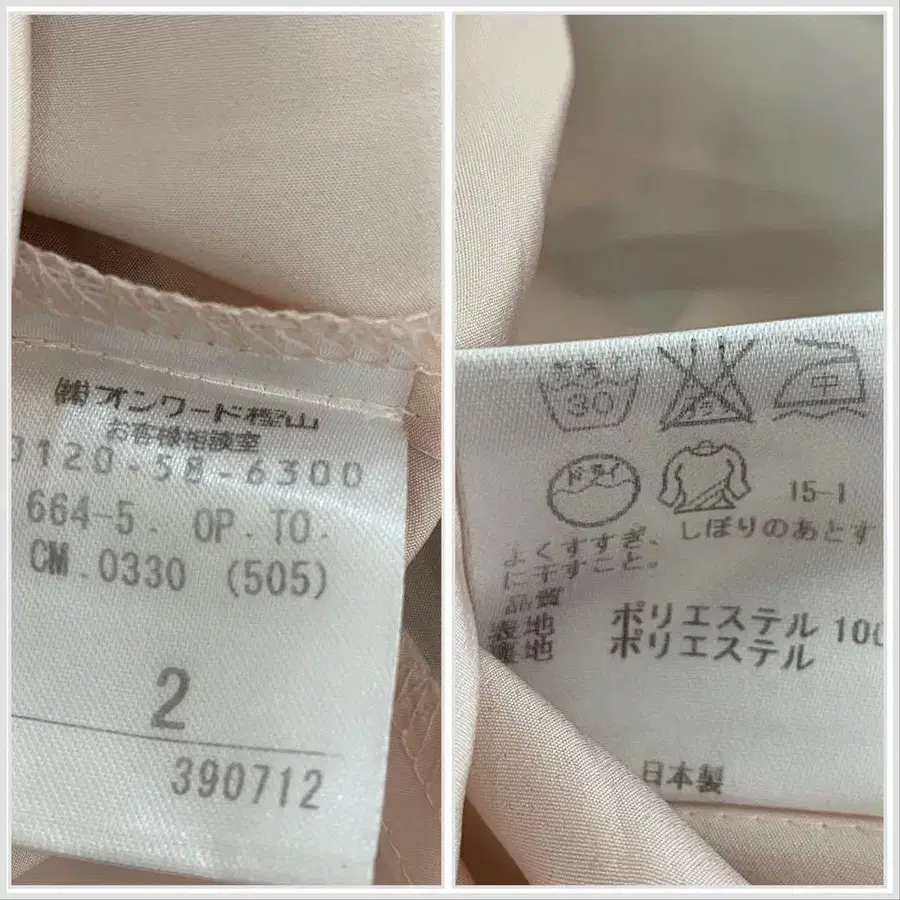 ㈱オンワード樫山
お客様相談室
0120-58-6300
664-5. OP.TO.
CM.0330 (505)
2
390712
30
中
ドライ
15-1
よくすすぎ、しぼりのあとす
に干すこと。
品質
表地 ポリエステル 100
裏地 ポリエステル
日本製